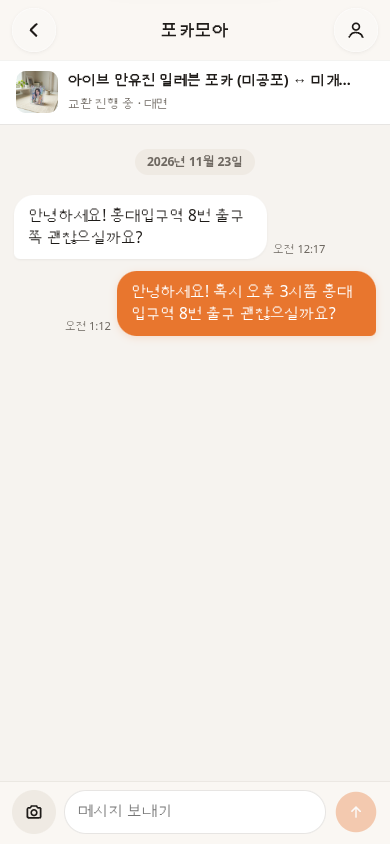 포카모아
아이브 안유진 일레븐 포카 (미공포) ↔ 미개...
교환 진행 중 · 대면
2026년 11월 23일
안녕하세요! 홍대입구역 8번 출구
쪽 괜찮으실까요?
오전 12:17
안녕하세요! 혹시 오후 3시쯤 홍대
입구역 8번 출구 괜찮으실까요?
오전 1:12
메시지 보내기